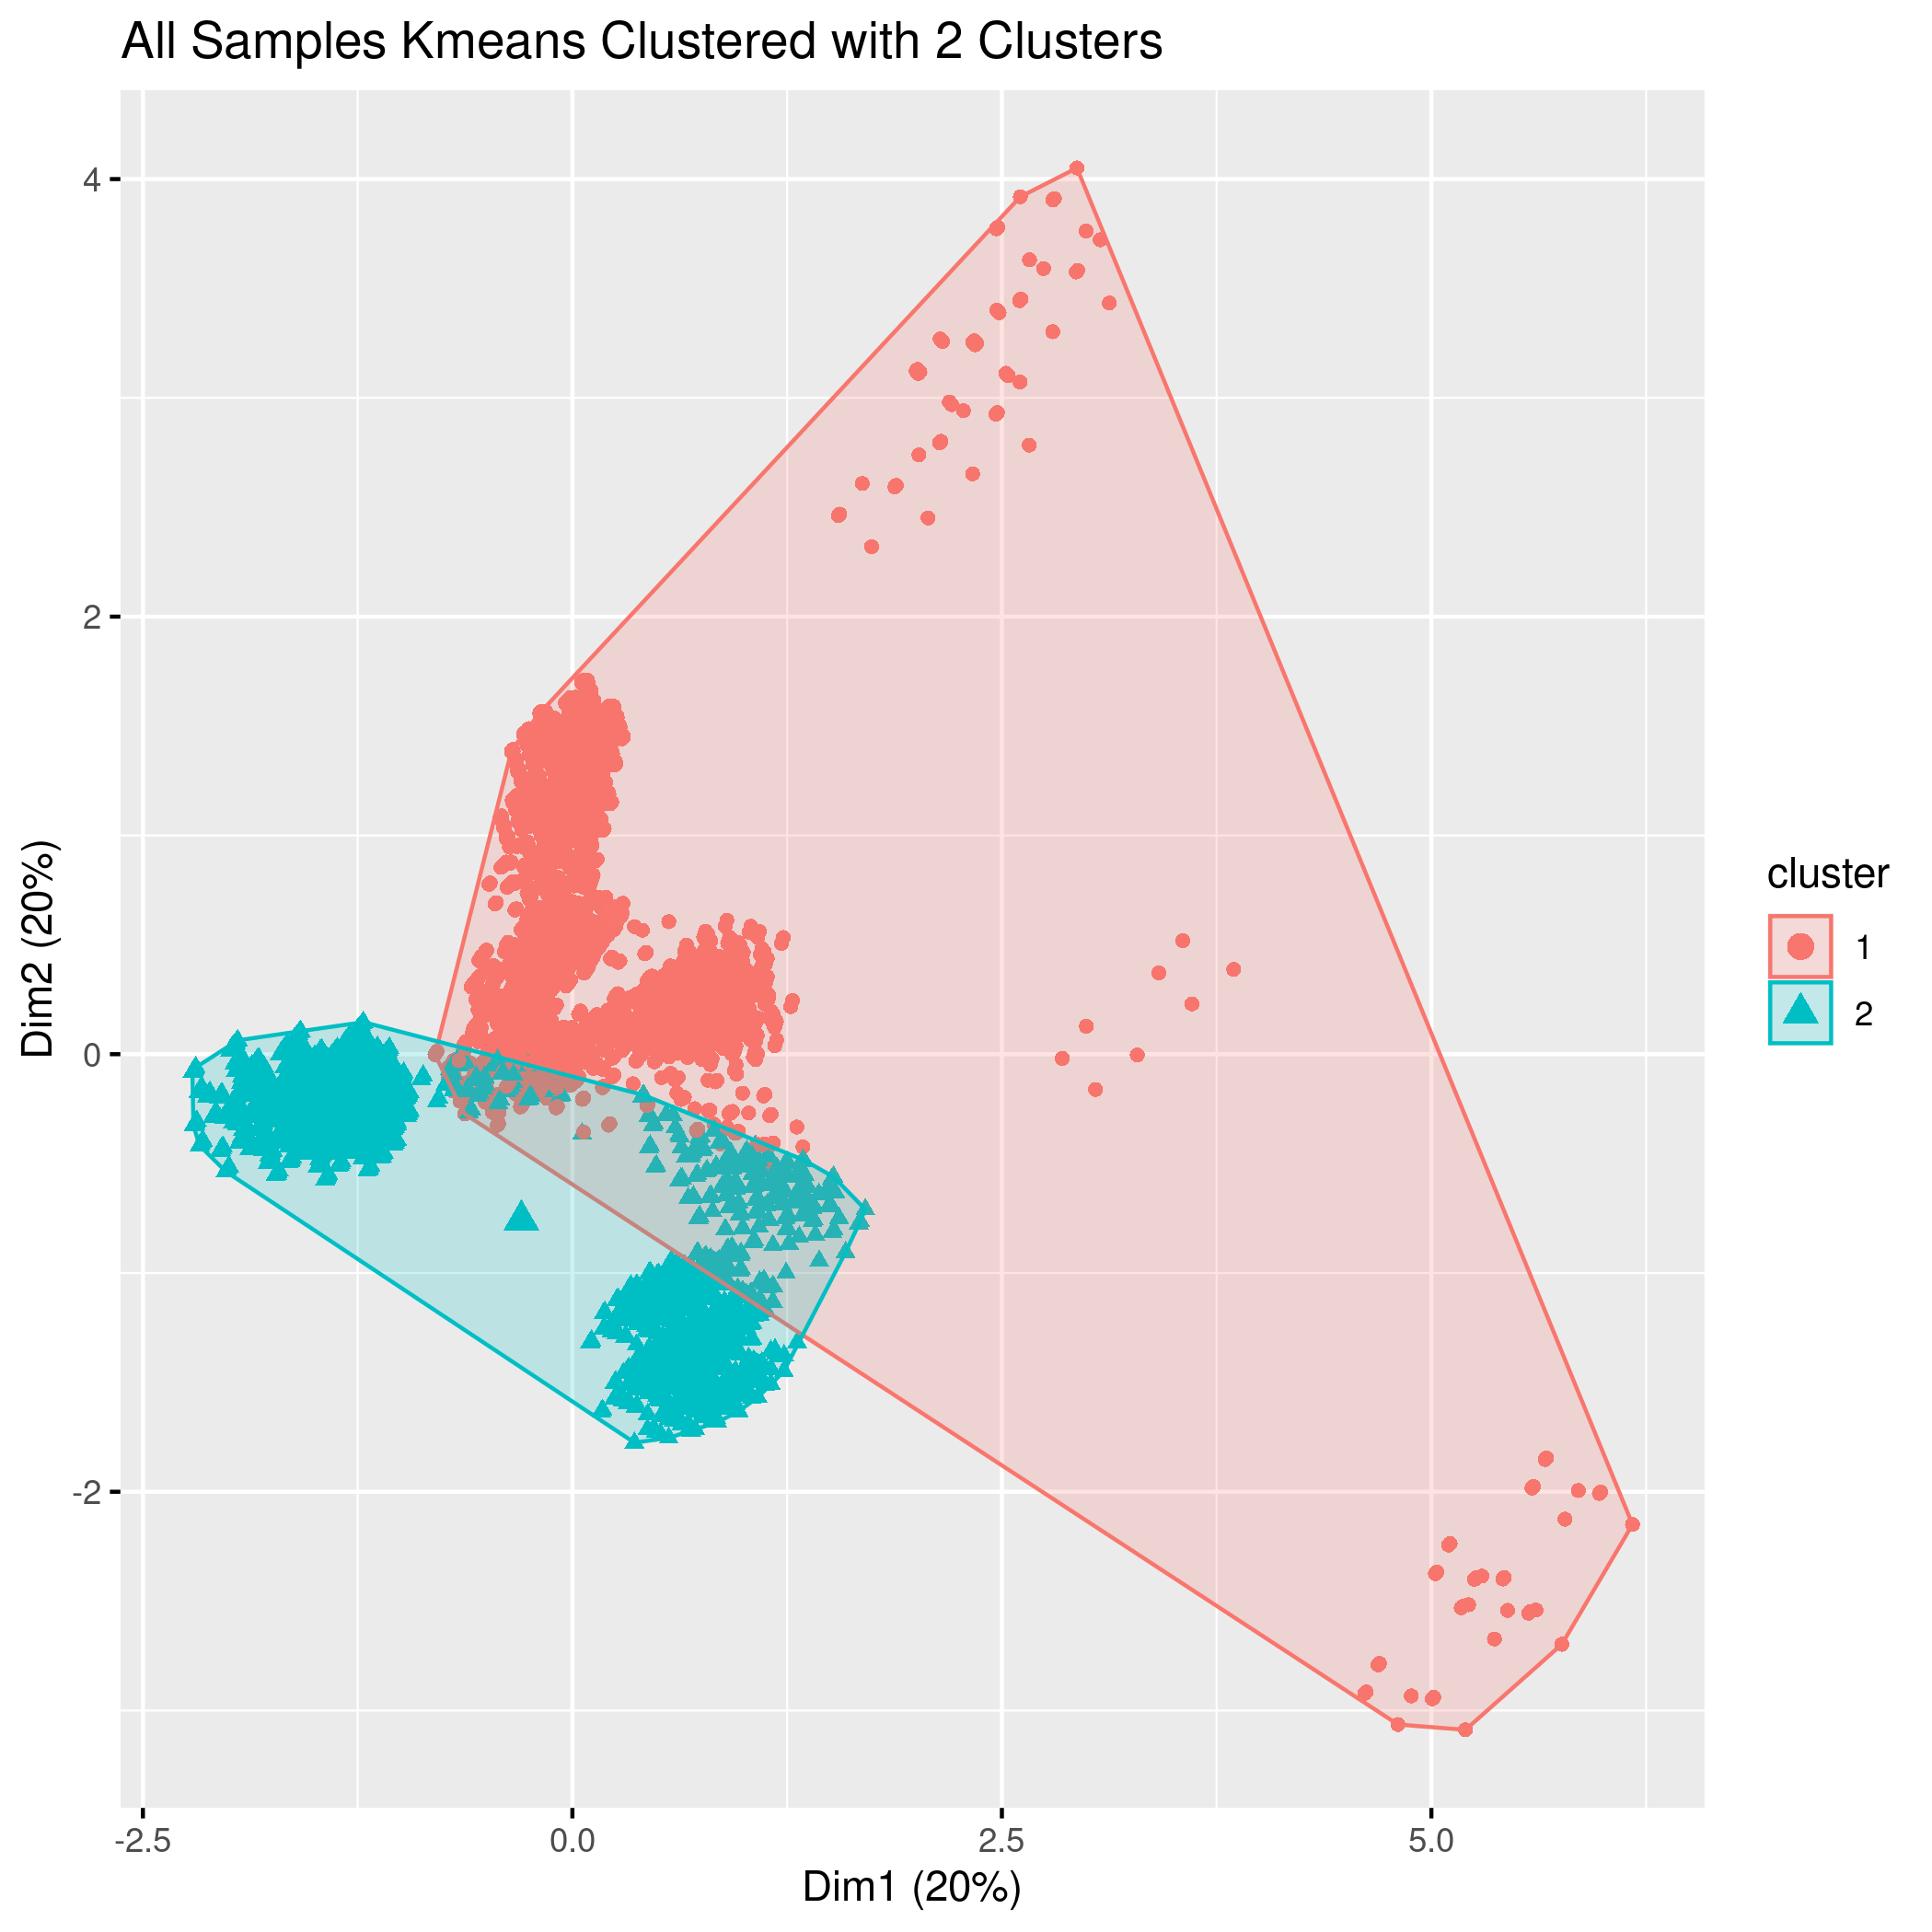 All Samples Kmeans Clustered with 2 Clusters
4
2
0
-2
Dim2 (20%)
-2.5 0.0 2.5 5.0
Dim1 (20%)
cluster
1
2